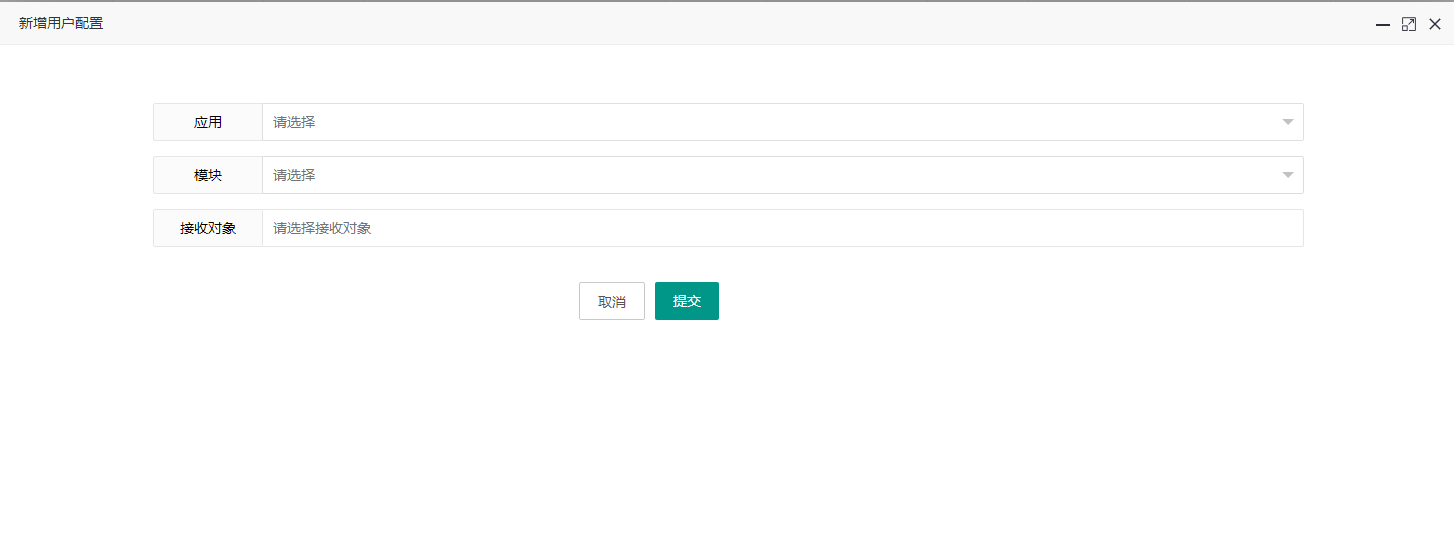 新增用户配置
应用 请选择
模块 请选择
接收对象 请选择接收对象
取消 提交